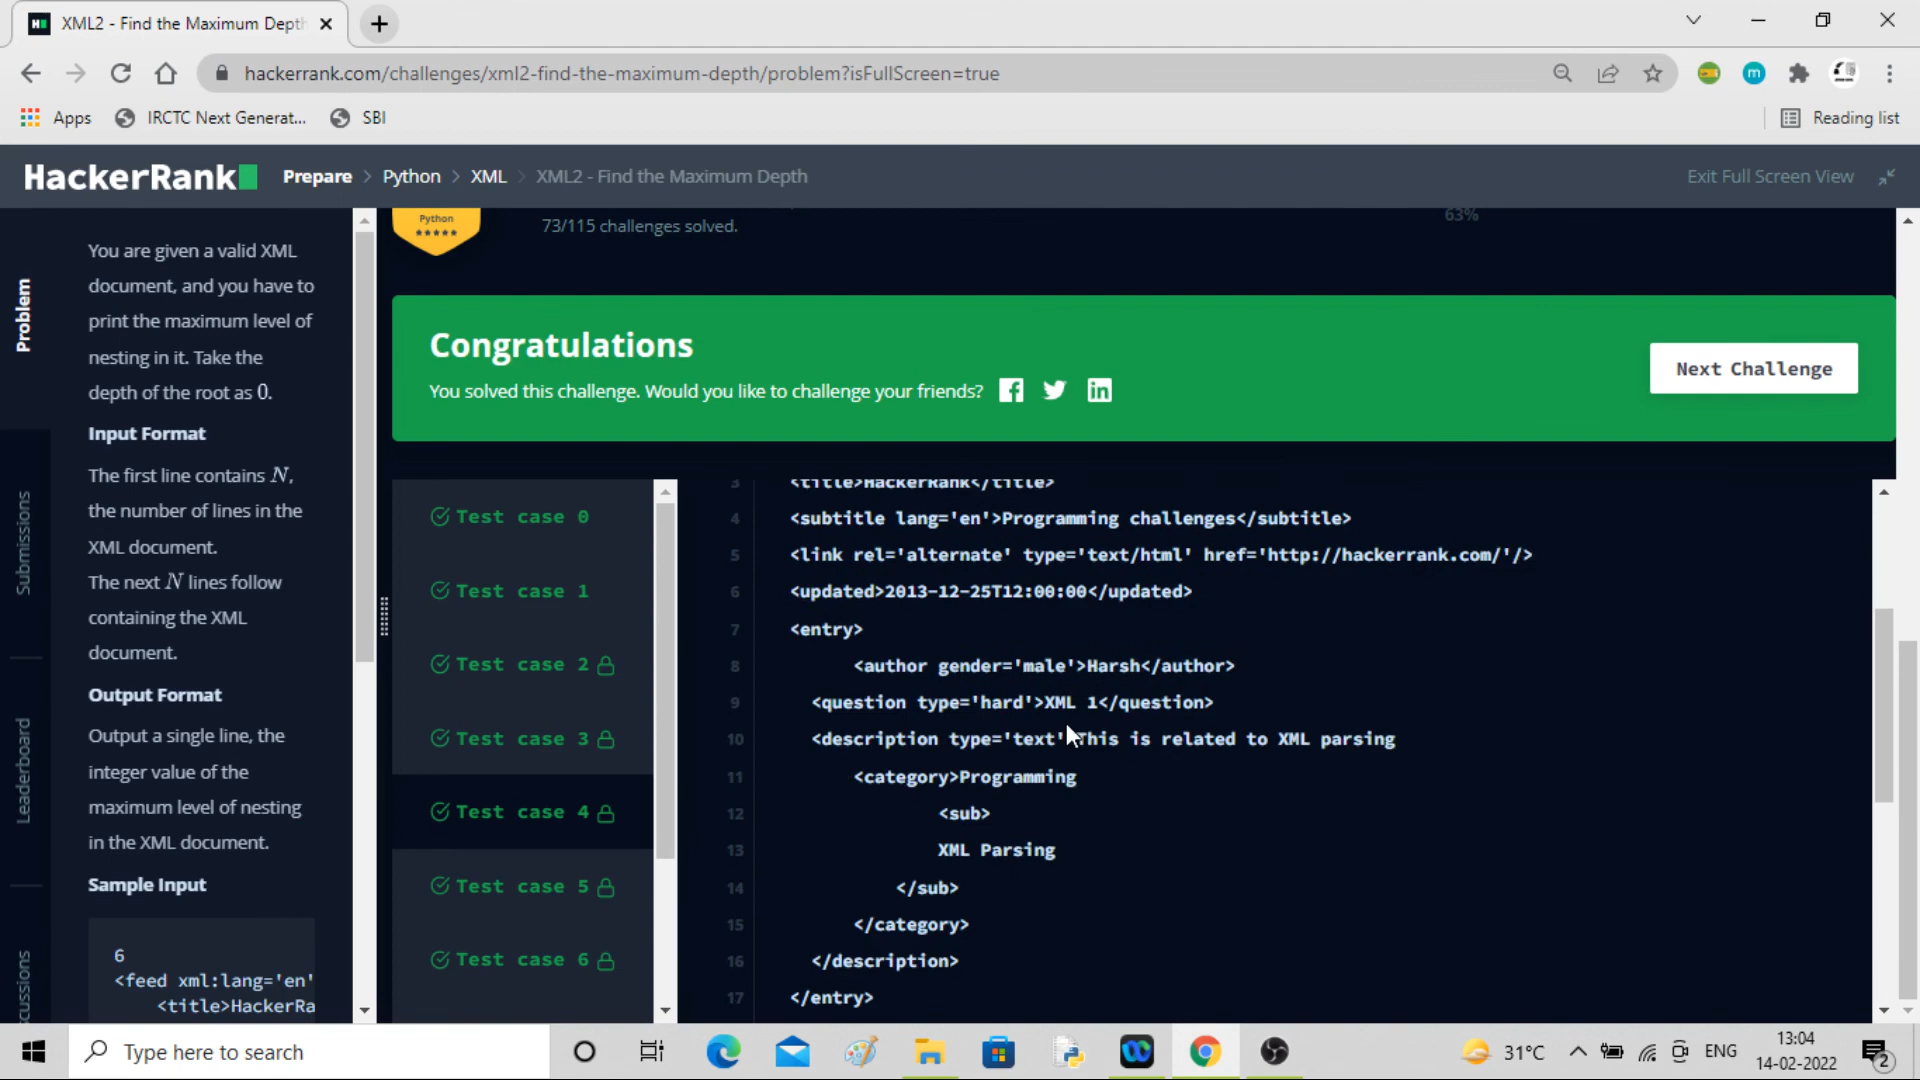 XML2 - Find the Maximum Depth
hackerrank.com/challenges/xml2-find-the-maximum-depth/problem?isFullScreen=true
m
Apps
IRCTC Next Generat...
SBI
Reading list
HackerRank
Prepare > Python > XML > XML2 - Find the Maximum Depth
Exit Full Screen View
Problem
Submissions
Leaderboard
cussions
You are given a valid XML
document, and you have to
print the maximum level of
nesting in it. Take the
depth of the root as 0.
Input Format
The first line contains N,
the number of lines in the
XML document.
The next N lines follow
containing the XML
document.
Output Format
Output a single line, the
integer value of the
maximum level of nesting
in the XML document.
Sample Input
6
<feed xml:lang='en'
<title>HackerRa
Python
73/115 challenges solved.
63%
Congratulations
You solved this challenge. Would you like to challenge your friends?
Next Challenge
Test case 0
Test case 1
Test case 2
Test case 3
Test case 4
Test case 5
Test case 6
3 <title>HackerRank</title>
4 <subtitle lang='en'>Programming challenges</subtitle>
5 <link rel='alternate' type='text/html' href='http://hackerrank.com/'/>
6 <updated>2013-12-25T12:00:00</updated>
7 <entry>
8 <author gender='male'>Harsh</author>
9 <question type='hard'>XML 1</question>
10 <description type='text'>This is related to XML parsing
11 <category>Programming
12 <sub>
13 XML Parsing
14 </sub>
15 </category>
16 </description>
17 </entry>
Type here to search
31°C
ENG
13:04
14-02-2022
2